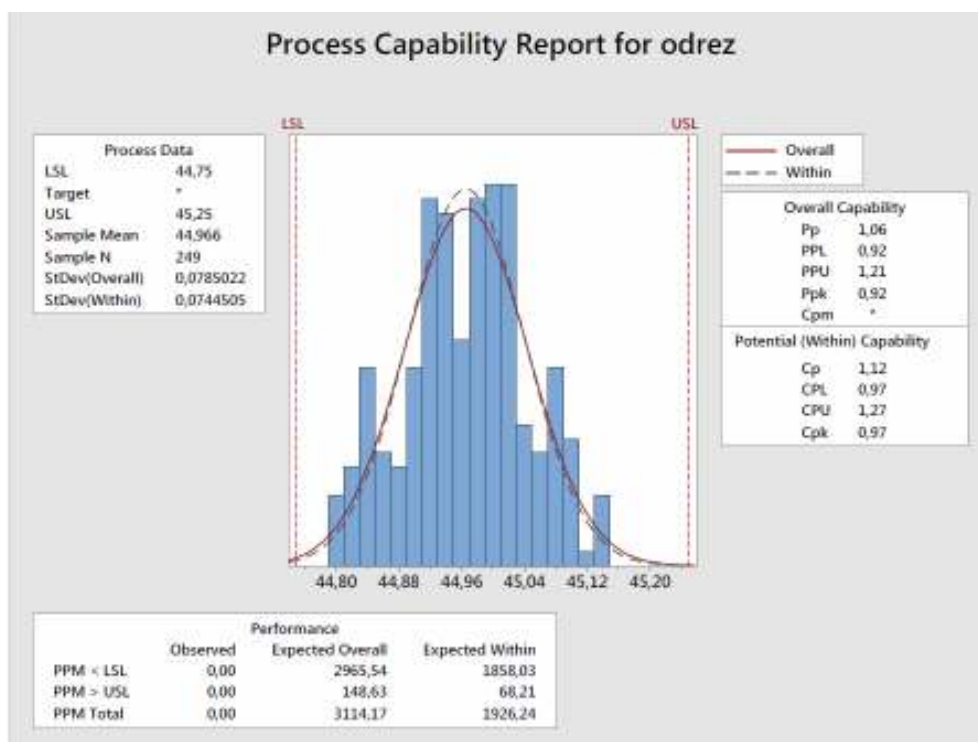 Process Capability Report for odrez
LSL USL
Process Data
LSL 44,75
Target *
USL 45,25
Sample Mean 44,966
Sample N 249
StDev(Overall) 0,0785022
StDev(Within) 0,0744505
Overall
Within
Overall Capability
Pp 1,06
PPL 0,92
PPU 1,21
Ppk 0,92
Cpm *
Potential (Within) Capability
Cp 1,12
CPL 0,97
CPU 1,27
Cpk 0,97
44,80 44,88 44,96 45,04 45,12 45,20
Performance
Observed Expected Overall Expected Within
PPM < LSL 0,00 2965,54 1858,03
PPM > USL 0,00 148,63 68,21
PPM Total 0,00 3114,17 1926,24